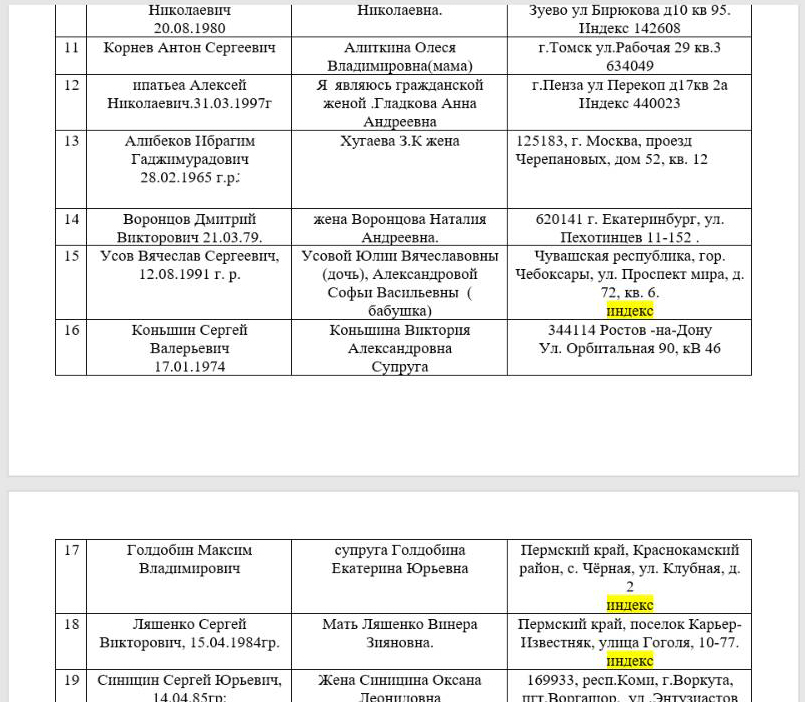 Николаевич
20.08.1980
Николаевна.
Зуево ул Бирюкова д10 кв 95.
Индекс 142608
11
Корнев Антон Сергеевич
Алиткина Олеся
Владимировна(мама)
г.Томск ул.Рабочая 29 кв.3
634049
12
ипатьеа Алексей
Николаевич.31.03.1997г
Я являюсь гражданской
женой .Гладкова Анна
Андреевна
г.Пенза ул Перекоп д17кв 2а
Индекс 440023
13
Алибеков Ибрагим
Гаджимурадович
28.02.1965 г.р.:
Хугаева З.К жена
125183, г. Москва, проезд
Черепановых, дом 52, кв. 12
14
Воронцов Дмитрий
Викторович 21.03.79.
жена Воронцова Наталия
Андреевна.
620141 г. Екатеринбург, ул.
Пехотинцев 11-152 .
15
Усов Вячеслав Сергеевич,
12.08.1991 г. р.
Усовой Юлии Вячеславовны
(дочь), Александровой
Софьи Васильевны (
бабушка)
Чувашская республика, гор.
Чебоксары, ул. Проспект мира, д.
72, кв. 6.
индекс
16
Коньшин Сергей
Валерьевич
17.01.1974
Коньшина Виктория
Александровна
Супруга
344114 Ростов -на-Дону
Ул. Орбитальная 90, кВ 46
17
Голдобин Максим
Владимирович
супруга Голдобина
Екатерина Юрьевна
Пермский край, Краснокамский
район, с. Чёрная, ул. Клубная, д.
2
индекс
18
Ляшенко Сергей
Викторович, 15.04.1984гр.
Мать Ляшенко Винера
Зияновна.
Пермский край, поселок Карьер-
Известняк, улица Гоголя, 10-77.
индекс
19
Синицин Сергей Юрьевич,
14.04.85гр:
Жена Синицина Оксана
Леонидовна
169933, респ.Коми, г.Воркута,
пгт.Воргашор, ул .Энтузиастов